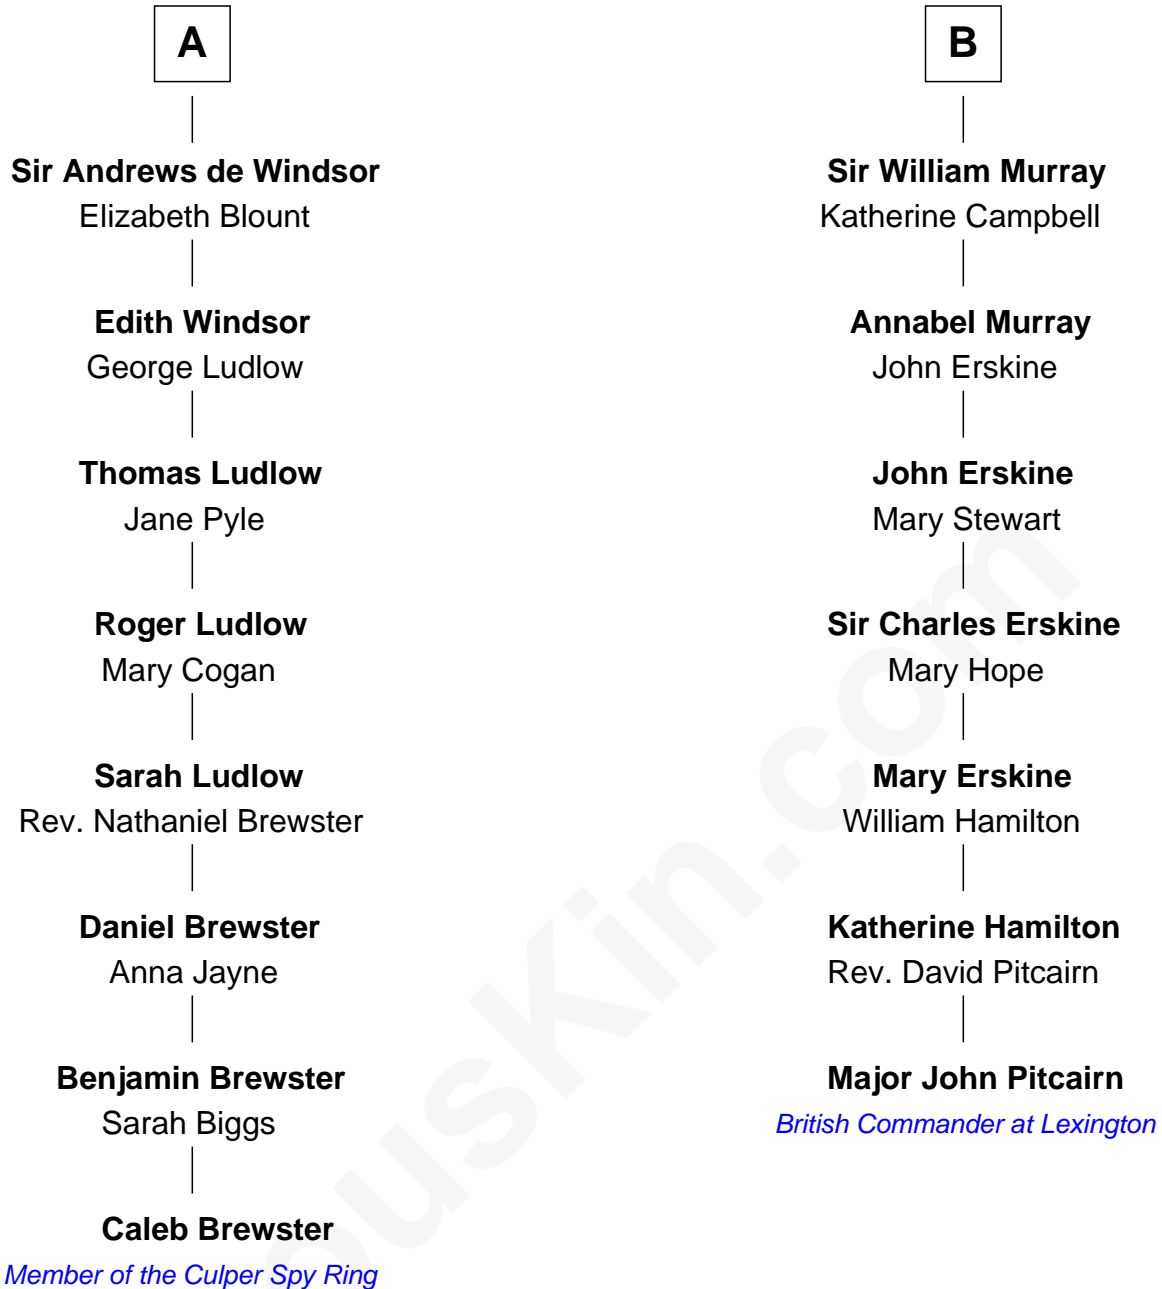 A
Sir Andrews de Windsor
Elizabeth Blount
Edith Windsor
George Ludlow
Thomas Ludlow
Jane Pyle
Roger Ludlow
Mary Cogan
Sarah Ludlow
Rev. Nathaniel Brewster
Daniel Brewster
Anna Jayne
Benjamin Brewster
Sarah Biggs
Caleb Brewster
Member of the Culper Spy Ring
B
Sir William Murray
Katherine Campbell
Annabel Murray
John Erskine
John Erskine
Mary Stewart
Sir Charles Erskine
Mary Hope
Mary Erskine
William Hamilton
Katherine Hamilton
Rev. David Pitcairn
Major John Pitcairn
British Commander at Lexington
ousKin.com